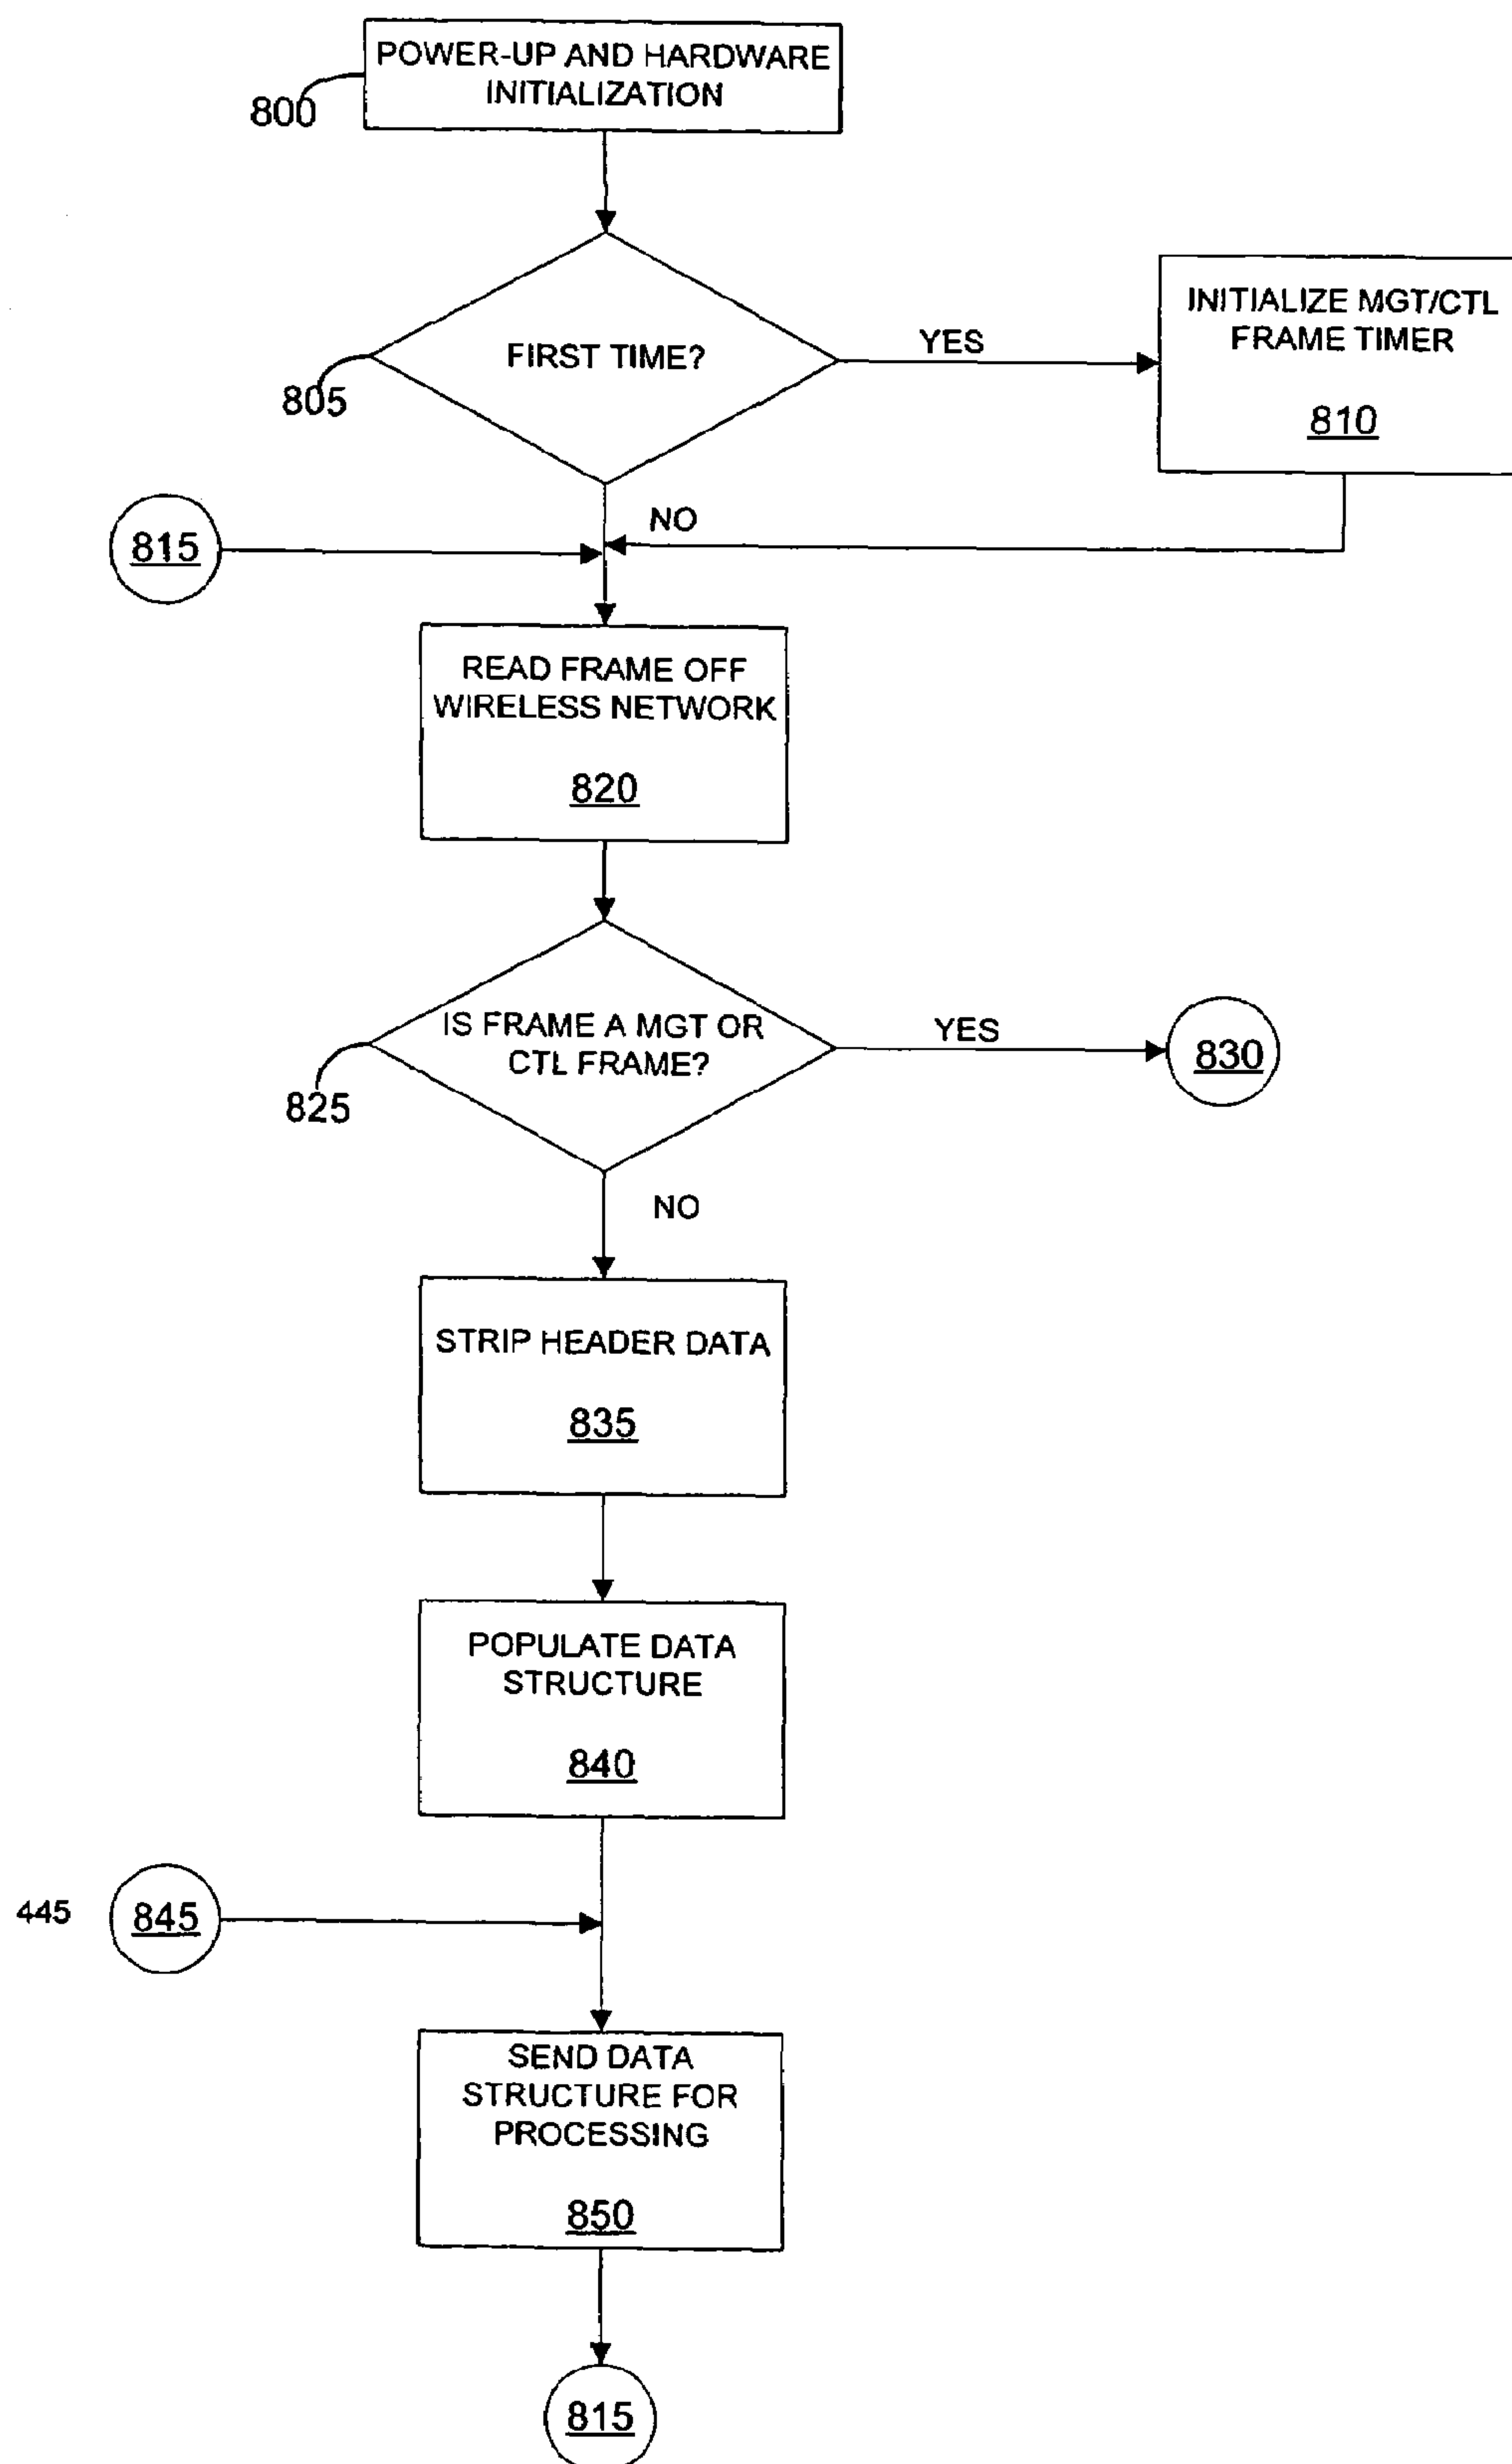 POWER-UP AND HARDWARE
INITIALIZATION
800
FIRST TIME?
805
YES
INITIALIZE MGT/CTL
FRAME TIMER
810
NO
815
READ FRAME OFF
WIRELESS NETWORK
820
IS FRAME A MGT OR
CTL FRAME?
825
YES
830
NO
STRIP HEADER DATA
835
POPULATE DATA
STRUCTURE
840
445
845
SEND DATA
STRUCTURE FOR
PROCESSING
850
815